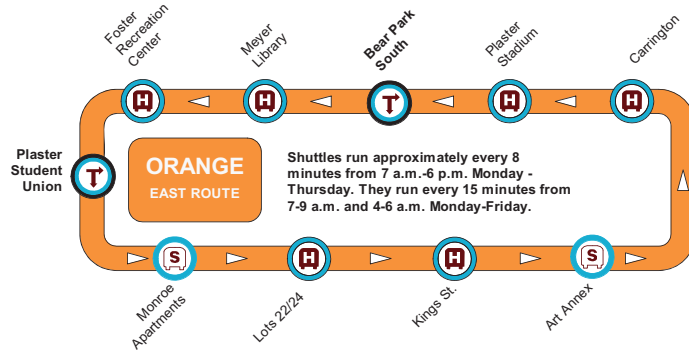 Foster
Recreation
Center
Meyer
Library
Bear Park
South
Plaster
Stadium
Carrington
H
H
T
H
H
Plaster
Student
Union
T
ORANGE
EAST ROUTE
Shuttles run approximately every 8
minutes from 7 a.m.-6 p.m. Monday -
Thursday. They run every 15 minutes from
7-9 a.m. and 4-6 a.m. Monday-Friday.
S
H
H
S
Monroe
Apartments
Lots 22/24
Kings St.
Art Annex